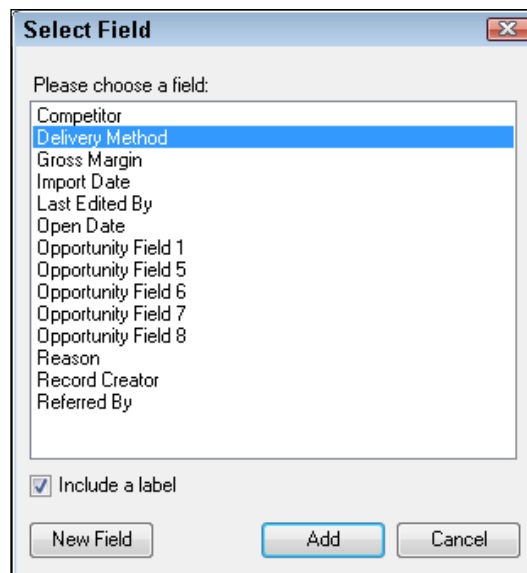 Select Field
Please choose a field:
Competitor
Delivery Method
Gross Margin
Import Date
Last Edited By
Open Date
Opportunity Field 1
Opportunity Field 5
Opportunity Field 6
Opportunity Field 7
Opportunity Field 8
Reason
Record Creator
Referred By
Include a label
New Field Add Cancel